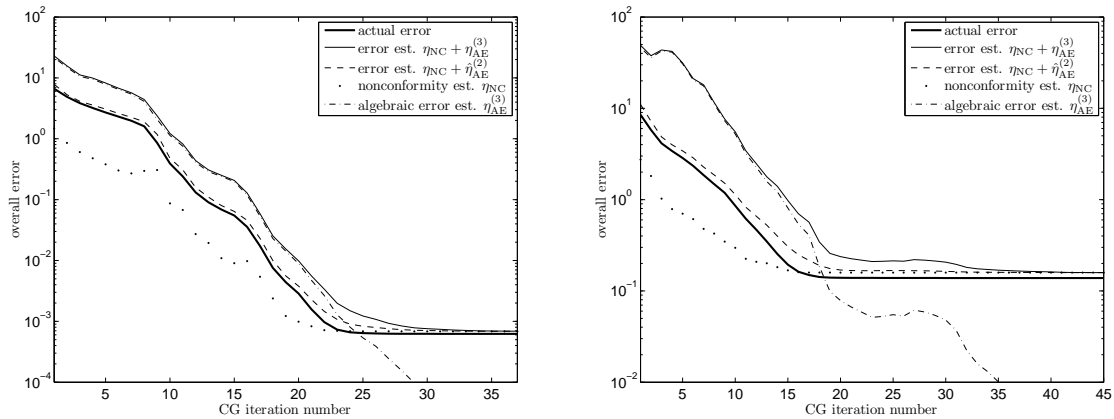 10^2
10^1
10^0
10^-1
10^-2
10^-3
10^-4
overall error
5 10 15 20 25 30 35
CG iteration number
actual error
error est. η_NC + η_AE^(3)
error est. η_NC + η̂_AE^(2)
nonconformity est. η_NC
algebraic error est. η_AE^(3)
10^2
10^1
10^0
10^-1
10^-2
overall error
5 10 15 20 25 30 35 40 45
CG iteration number
actual error
error est. η_NC + η_AE^(3)
error est. η_NC + η̂_AE^(2)
nonconformity est. η_NC
algebraic error est. η_AE^(3)